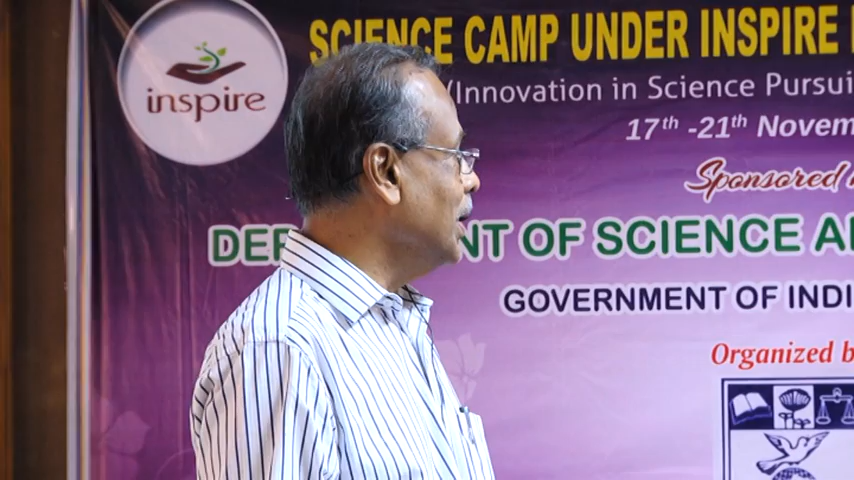 inspire
SCIENCE CAMP UNDER INSPIRE
Innovation in Science Pursui
17th -21th Novem
Sponsored
DEP NT OF SCIENCE A
GOVERNMENT OF INDI
Organized b